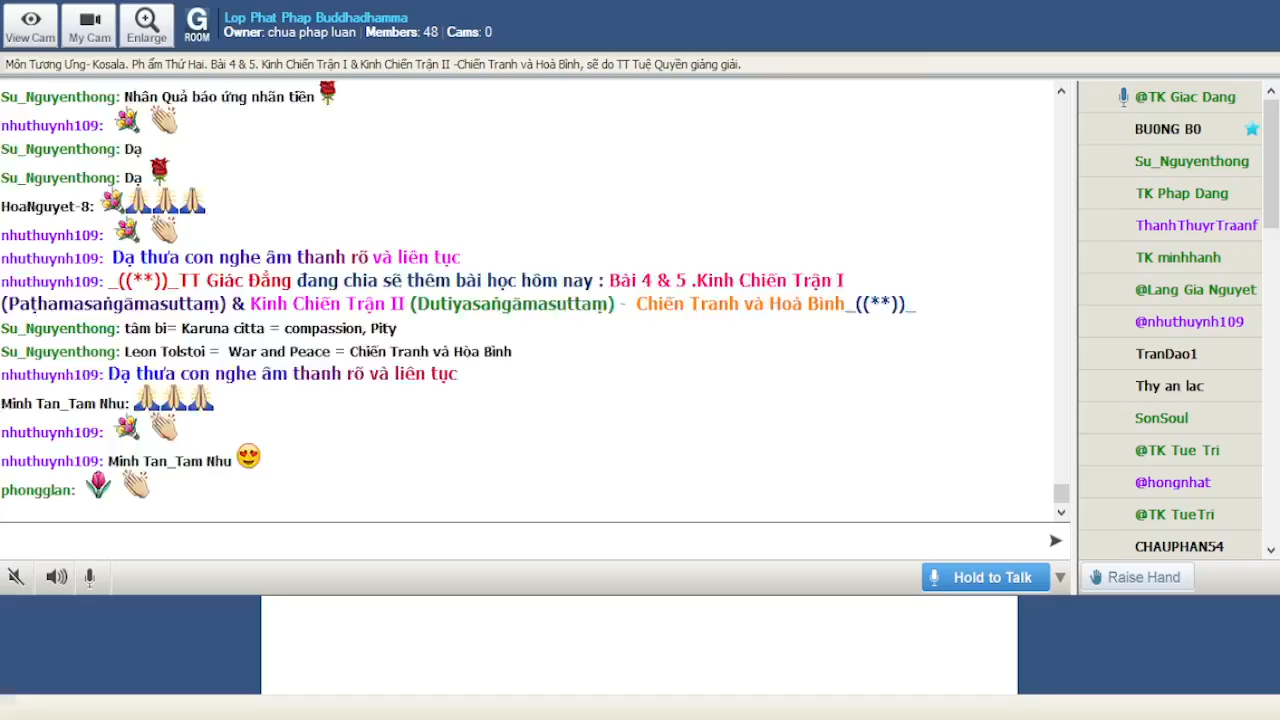 View Cam
My Cam
Enlarge
G
ROOM
Lop Phat Phap Buddhadhamma
Owner: chua phap luan | Members: 48 | Cams: 0
Môn Tương Ưng- Kosala. Ph ẩm Thứ Hai. Bài 4 & 5. Kinh Chiến Trận I & Kinh Chiến Trận II -Chiến Tranh và Hoà Bình, sẽ do TT Tuệ Quyền giảng giải.
Su_Nguyenthong: Nhân Quả báo ứng nhãn tiền
nhuthuynh109:
Su_Nguyenthong: Dạ
Su_Nguyenthong: Dạ
HoaNguyet-8:
nhuthuynh109:
nhuthuynh109: Dạ thưa con nghe âm thanh rõ và liên tục
nhuthuynh109: _((**))_TT Giác Đẳng đang chia sẽ thêm bài học hôm nay : Bài 4 & 5 .Kinh Chiến Trận I
(Paṭhamasaṅgāmasuttaṃ) & Kinh Chiến Trận II (Dutiyasaṅgāmasuttaṃ) - Chiến Tranh và Hoà Bình_((**))_
Su_Nguyenthong: tâm bi= Karuna citta = compassion, Pity
Su_Nguyenthong: Leon Tolstoi = War and Peace = Chiến Tranh và Hòa Bình
nhuthuynh109: Dạ thưa con nghe âm thanh rõ và liên tục
Minh Tan_Tam Nhu:
nhuthuynh109:
nhuthuynh109: Minh Tan_Tam Nhu
phongglan:
@TK Giac Dang
BU0NG B0
Su_Nguyenthong
TK Phap Dang
ThanhThuyrTraanf
TK minhhanh
@Lang Gia Nguyet
@nhuthuynh109
TranDao1
Thy an lac
SonSoul
@TK Tue Tri
@hongnhat
@TK TueTri
CHAUPHAN54
Hold to Talk
Raise Hand